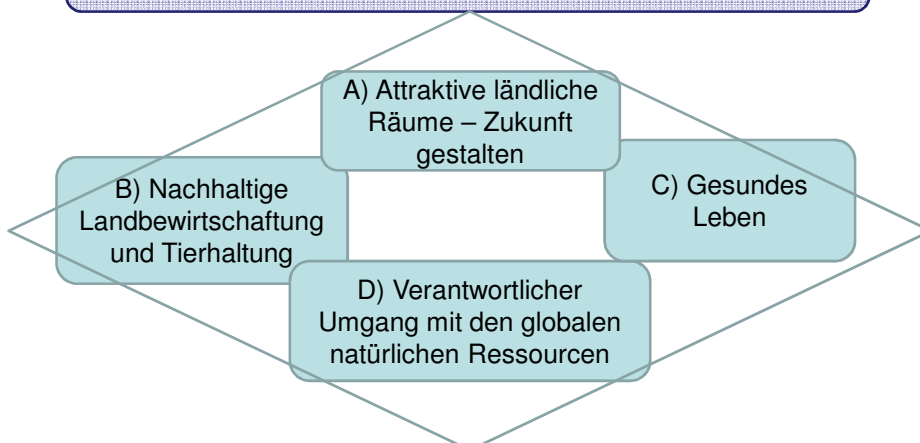 A) Attraktive ländliche
Räume – Zukunft
gestalten
B) Nachhaltige
Landbewirtschaftung
und Tierhaltung
C) Gesundes
Leben
D) Verantwortlicher
Umgang mit den globalen
natürlichen Ressourcen